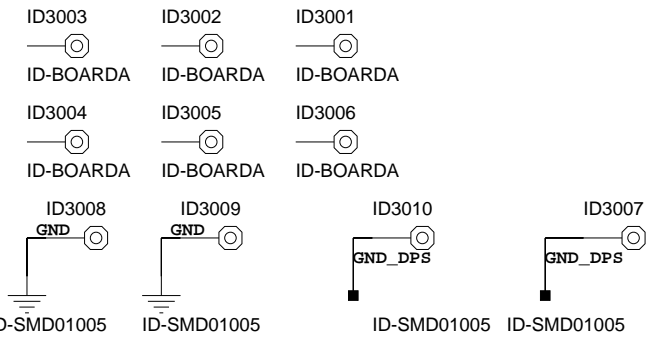 ID3003 ID3002 ID3001
ID-BOARDA ID-BOARDA ID-BOARDA
ID3004 ID3005 ID3006
ID-BOARDA ID-BOARDA ID-BOARDA
ID3008 ID3009 ID3010 ID3007
GND GND
GND_DPS GND_DPS
D-SMD01005 ID-SMD01005 ID-SMD01005 ID-SMD01005